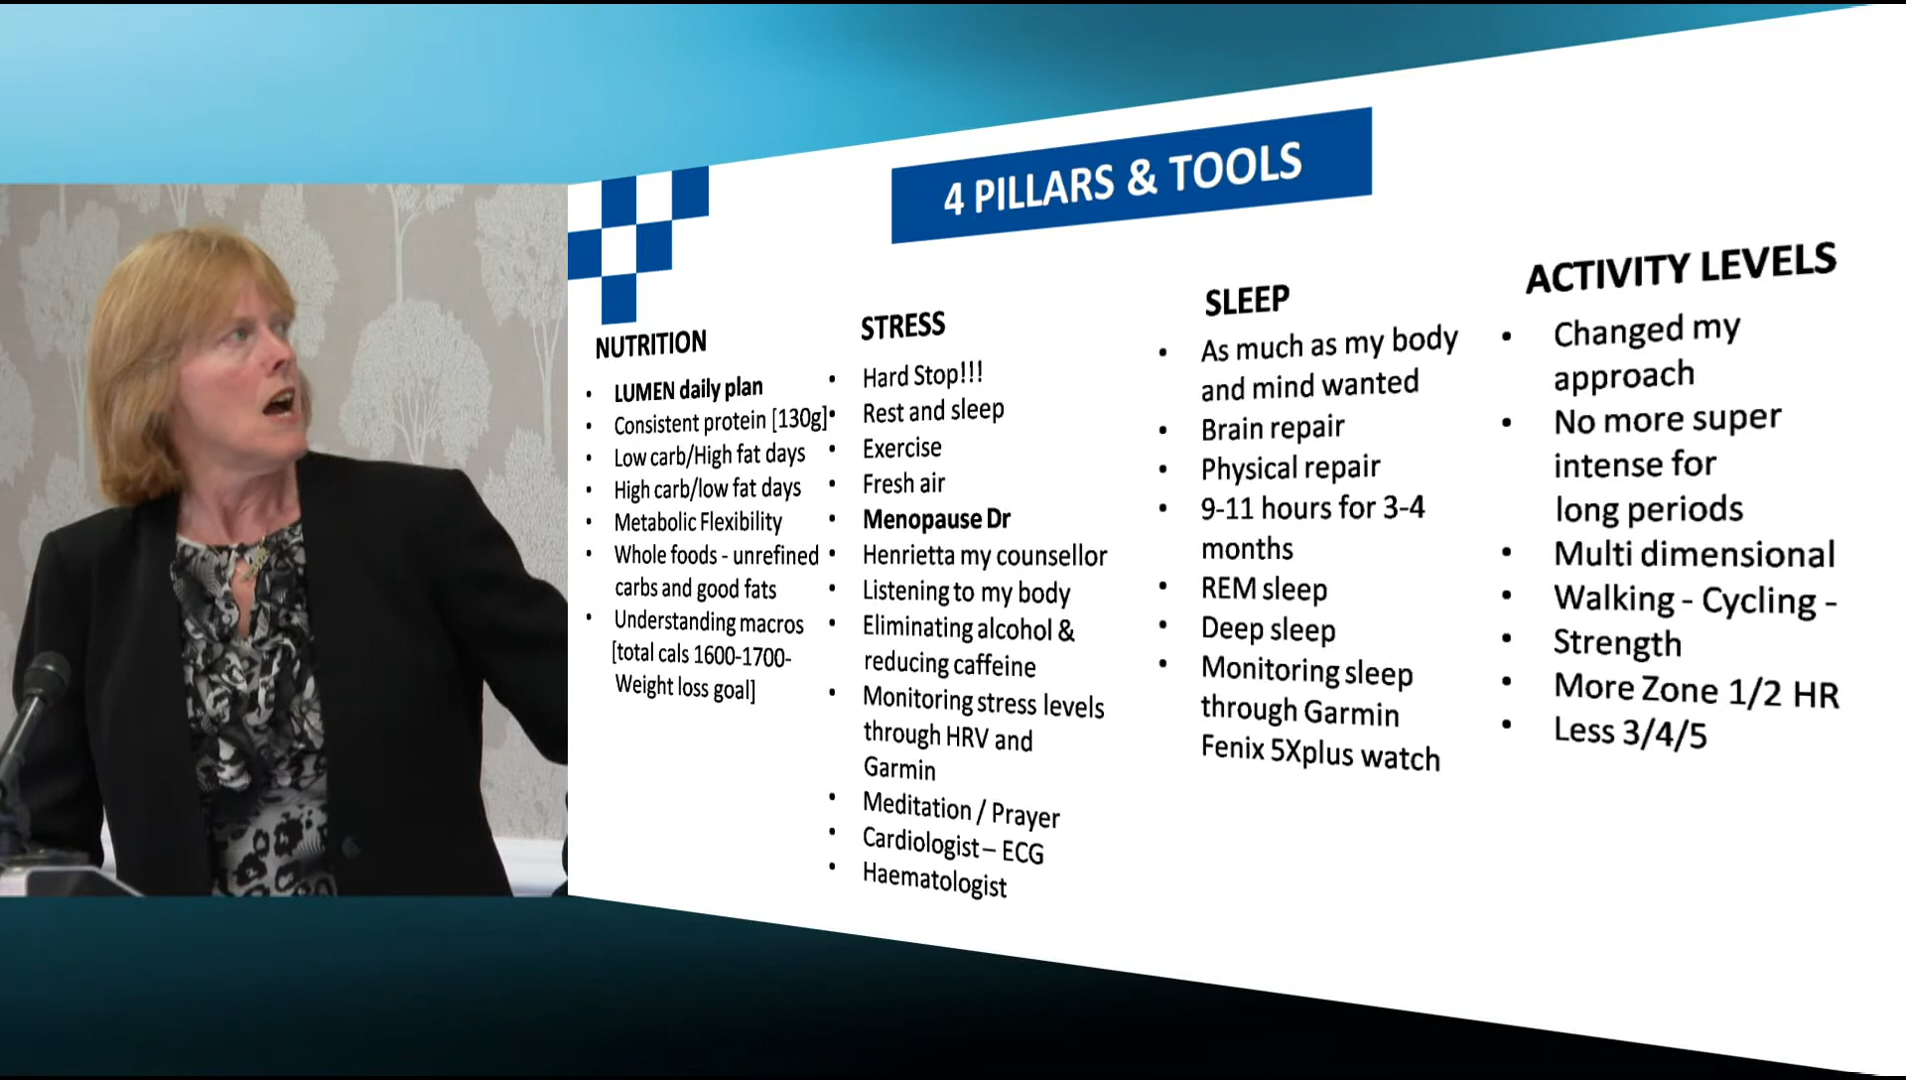 4 PILLARS & TOOLS
NUTRITION
• LUMEN daily plan
• Consistent protein [130g]
• Low carb/High fat days
• High carb/low fat days
• Metabolic Flexibility
• Whole foods - unrefined
carbs and good fats
• Understanding macros
[total cals 1600-1700-
Weight loss goal]
STRESS
• Hard Stop!!!
• Rest and sleep
• Exercise
• Fresh air
• Menopause Dr
• Henrietta my counsellor
• Listening to my body
• Eliminating alcohol &
reducing caffeine
• Monitoring stress levels
through HRV and
Garmin
• Meditation / Prayer
• Cardiologist – ECG
• Haematologist
SLEEP
• As much as my body
and mind wanted
• Brain repair
• Physical repair
• 9-11 hours for 3-4
months
• REM sleep
• Deep sleep
• Monitoring sleep
through Garmin
Fenix 5Xplus watch
ACTIVITY LEVELS
• Changed my
approach
• No more super
intense for
long periods
• Multi dimensional
• Walking - Cycling -
• Strength
• More Zone 1/2 HR
• Less 3/4/5